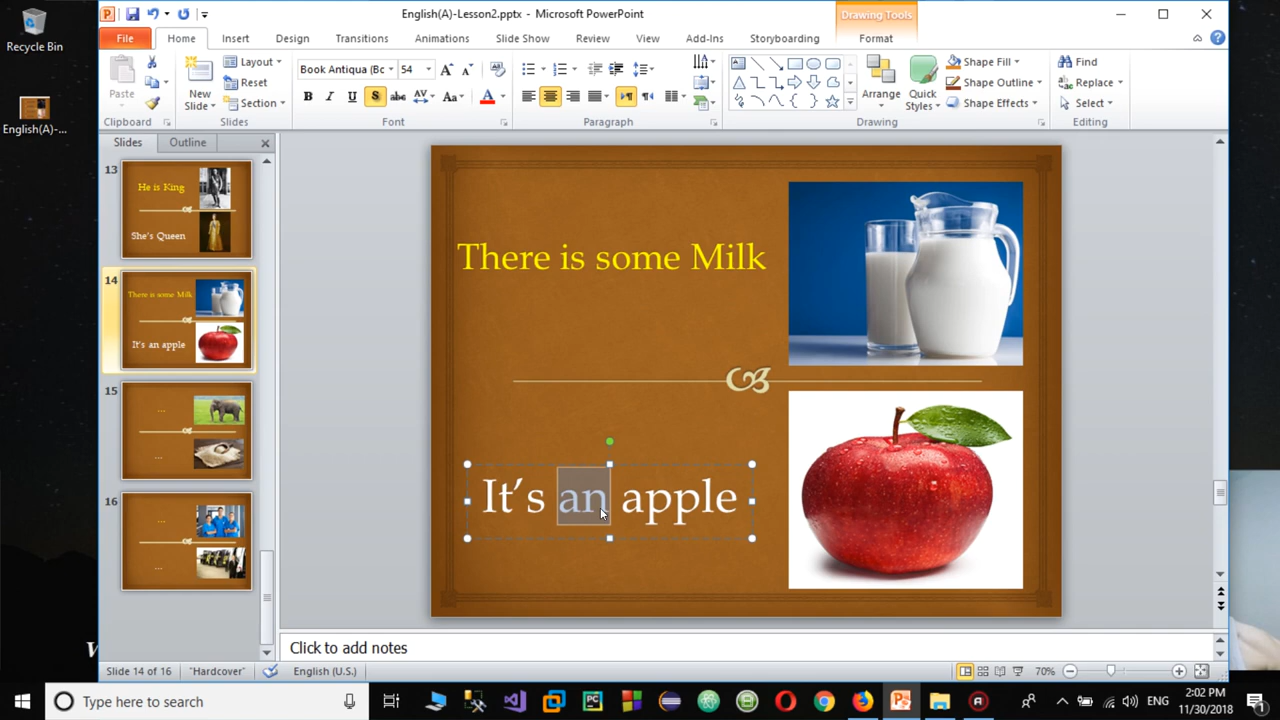 English(A)-Lesson2.pptx - Microsoft PowerPoint
Drawing Tools
Recycle Bin
File Home Insert Design Transitions Animations Slide Show Review View Add-Ins Storyboarding Format
Paste
New Slide
Layout
Reset
Section
Book Antiqua (Bc 54
Arrange
Quick Styles
Shape Fill
Shape Outline
Shape Effects
Find
Replace
Select
Clipboard Slides Font Paragraph Drawing Editing
English(A)-...
Slides Outline
13
He is King
She's Queen
14
There is some Milk
It's an apple
15
...
...
16
...
...
There is some Milk
It's an apple
Click to add notes
Slide 14 of 16 "Hardcover" English (U.S.) 70%
Type here to search
ENG
2:02 PM
11/30/2018
1